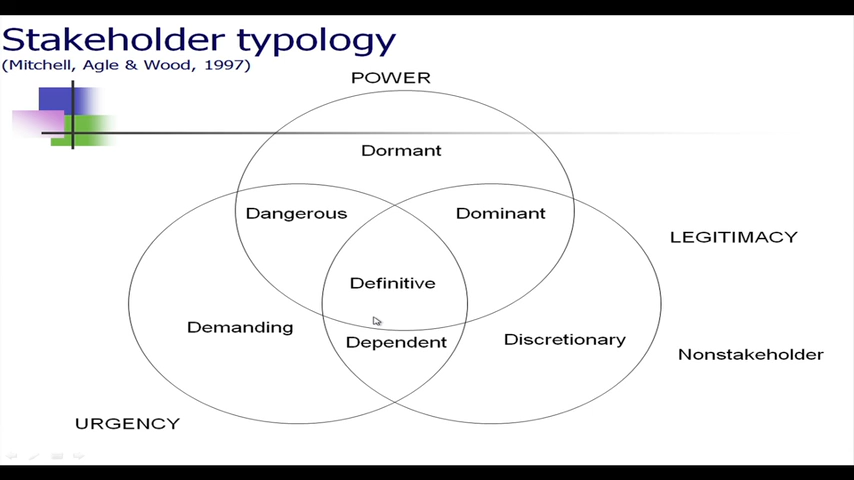 Stakeholder typology
(Mitchell, Agle & Wood, 1997)
POWER
Dormant
Dangerous
Dominant
LEGITIMACY
Definitive
Demanding
Dependent
Discretionary
Nonstakeholder
URGENCY